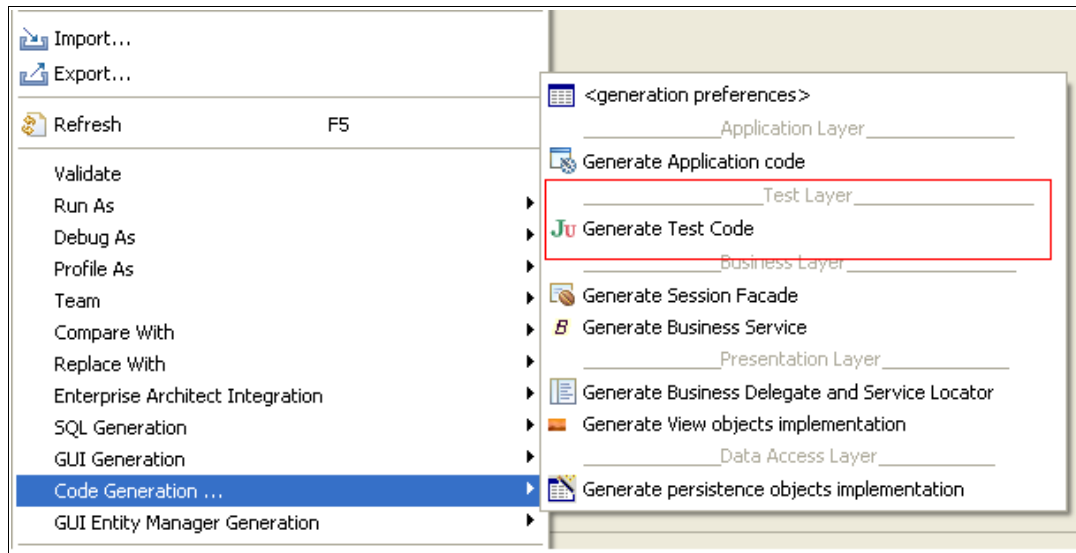 Import...
Export...
Refresh F5
Validate
Run As
Debug As
Profile As
Team
Compare With
Replace With
Enterprise Architect Integration
SQL Generation
GUI Generation
Code Generation ...
GUI Entity Manager Generation
<generation preferences>
Application Layer
Generate Application code
Test Layer
Ju Generate Test Code
Business Layer
Generate Session Facade
B Generate Business Service
Presentation Layer
Generate Business Delegate and Service Locator
Generate View objects implementation
Data Access Layer
Generate persistence objects implementation